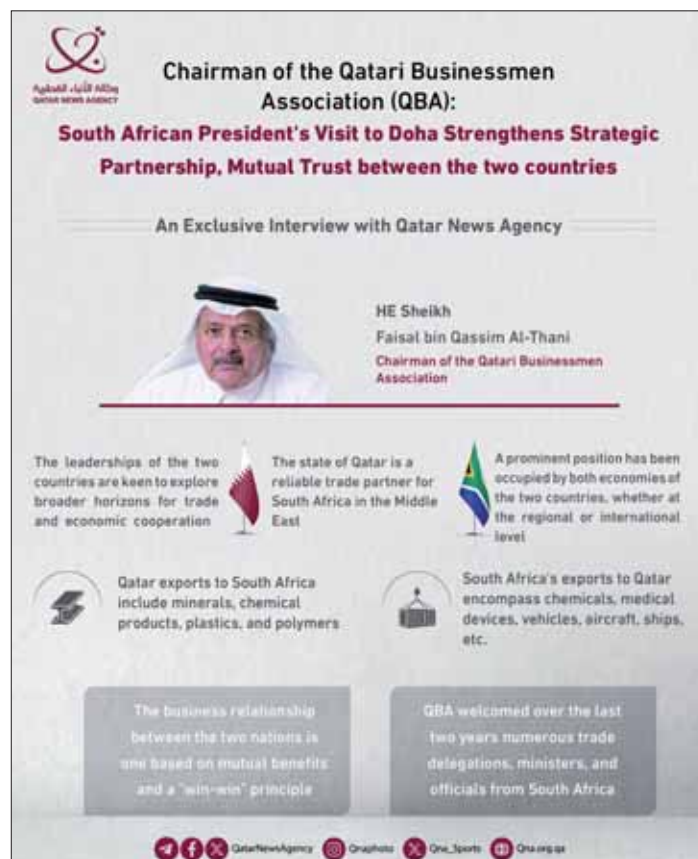 وكالة الأنباء القطرية
QATAR NEWS AGENCY
Chairman of the Qatari Businessmen
Association (QBA):
South African President's Visit to Doha Strengthens Strategic
Partnership, Mutual Trust between the two countries
An Exclusive Interview with Qatar News Agency
HE Sheikh
Faisal bin Qassim Al-Thani
Chairman of the Qatari Businessmen
Association
The leaderships of the two
countries are keen to explore
broader horizons for trade
and economic cooperation
The state of Qatar is a
reliable trade partner for
South Africa in the Middle
East
A prominent position has been
occupied by both economies of
the two countries, whether at
the regional or international
level
Qatar exports to South Africa
include minerals, chemical
products, plastics, and polymers
South Africa's exports to Qatar
encompass chemicals, medical
devices, vehicles, aircraft, ships,
etc.
The business relationship
between the two nations is
one based on mutual benefits
and a "win-win" principle
QBA welcomed over the last
two years numerous trade
delegations, ministers, and
officials from South Africa
QatarNewsAgency Qnaphoto Qna_Sports Qna.org.qa